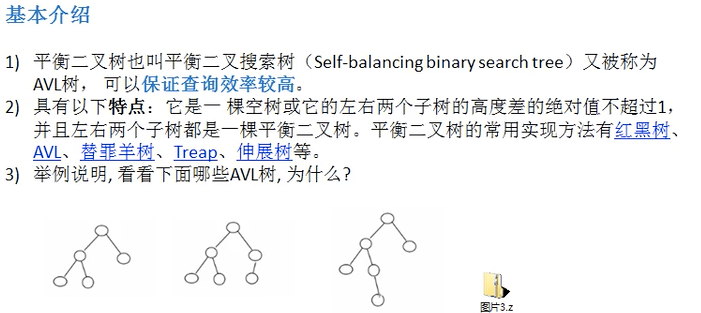 基本介绍
1) 平衡二叉树也叫平衡二叉搜索树（Self-balancing binary search tree）又被称为
AVL树， 可以保证查询效率较高。
2) 具有以下特点：它是一 棵空树或它的左右两个子树的高度差的绝对值不超过1，
并且左右两个子树都是一棵平衡二叉树。平衡二叉树的常用实现方法有红黑树、
AVL、替罪羊树、Treap、伸展树等。
3) 举例说明, 看看下面哪些AVL树, 为什么?
图片3.z